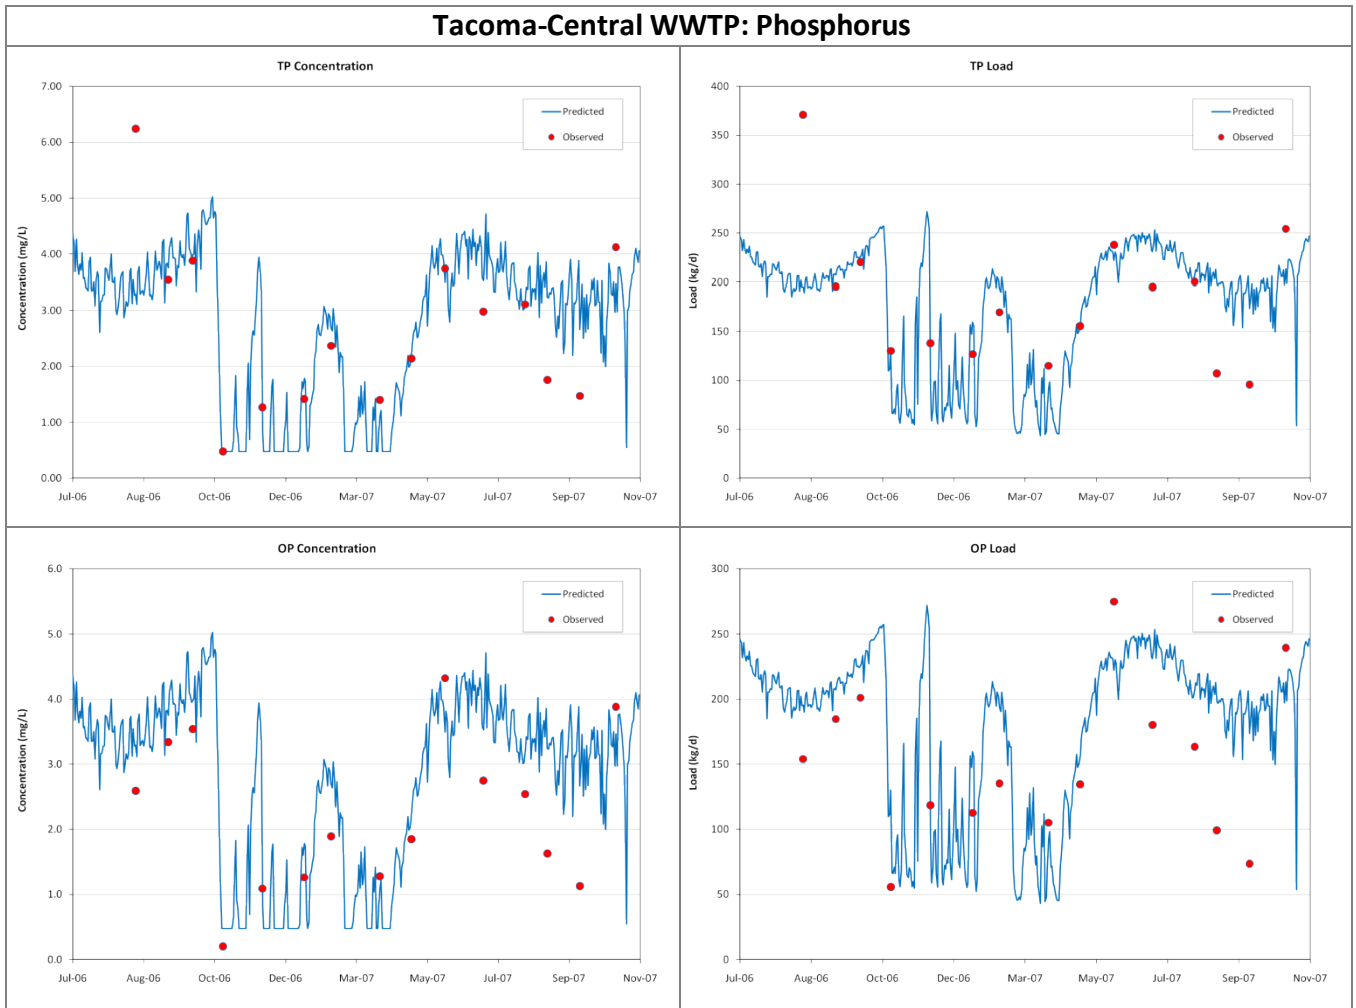 Tacoma-Central WWTP: Phosphorus
TP Concentration
Concentration (mg/L)
7.00
6.00
5.00
4.00
3.00
2.00
1.00
0.00
Predicted
Observed
Jul-06 Aug-06 Oct-06 Dec-06 Mar-07 May-07 Jul-07 Sep-07 Nov-07
TP Load
Load (kg/d)
400
350
300
250
200
150
100
50
0
Predicted
Observed
Jul-06 Aug-06 Oct-06 Dec-06 Mar-07 May-07 Jul-07 Sep-07 Nov-07
OP Concentration
Concentration (mg/L)
6.0
5.0
4.0
3.0
2.0
1.0
0.0
Predicted
Observed
Jul-06 Aug-06 Oct-06 Dec-06 Mar-07 May-07 Jul-07 Sep-07 Nov-07
OP Load
Load (kg/d)
300
250
200
150
100
50
0
Predicted
Observed
Jul-06 Aug-06 Oct-06 Dec-06 Mar-07 May-07 Jul-07 Sep-07 Nov-07